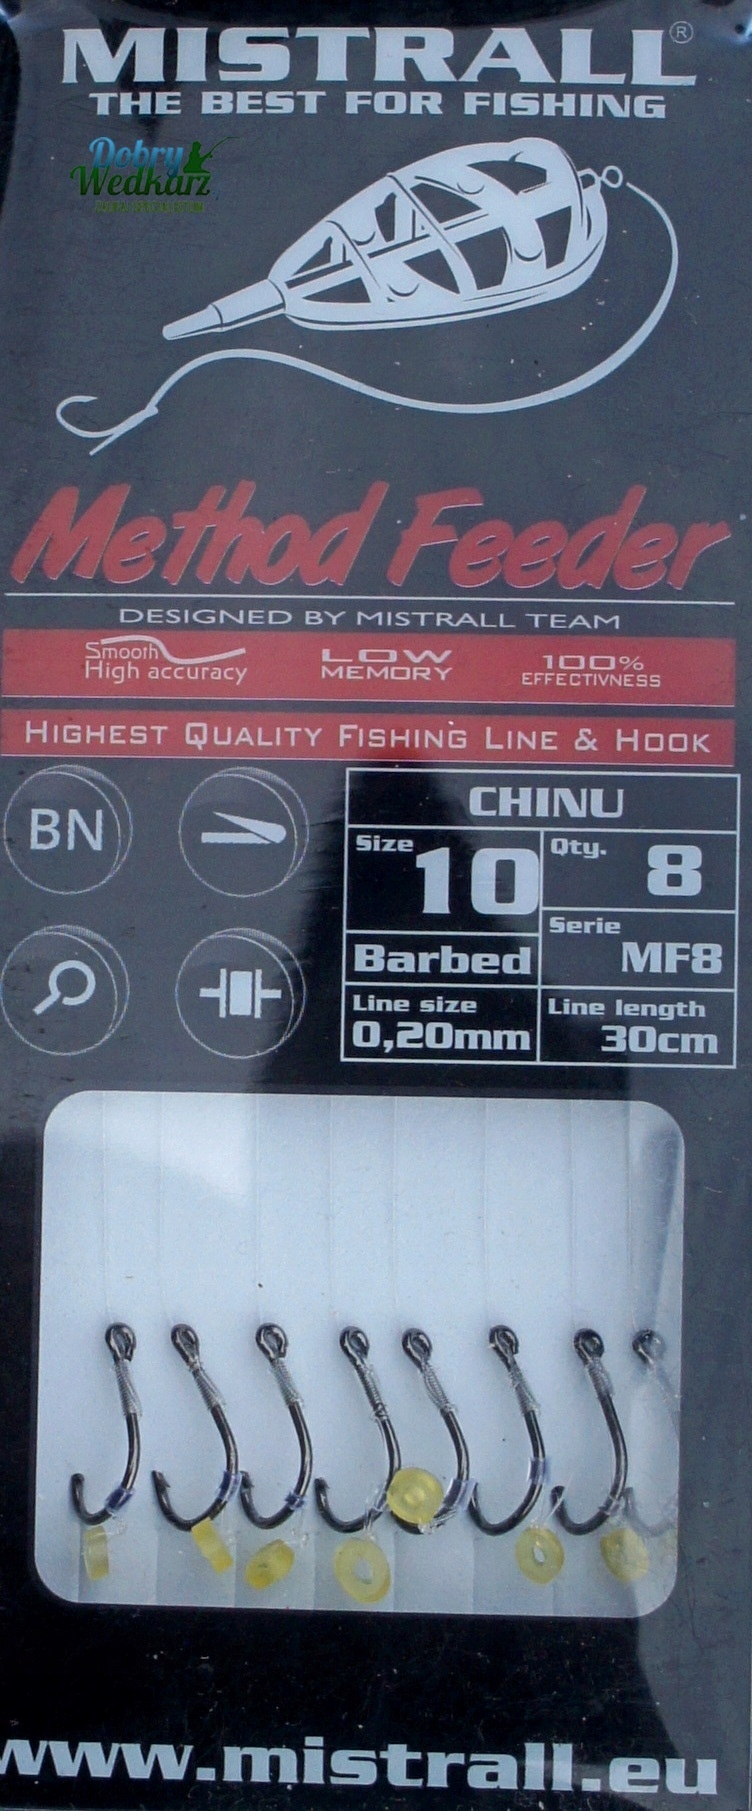 MISTRALL®
THE BEST FOR FISHING
Dobry
Wedkarz
Method Feeder
DESIGNED BY MISTRALL TEAM
Smooth
High accuracy
LOW
MEMORY
100%
EFFECTIVNESS
HIGHEST QUALITY FISHING LINE & HOOK
BN
CHINU
Size 10
Qty. 8
Barbed
Serie
MF8
Line size
0,20mm
Line length
30cm
www.mistrall.eu